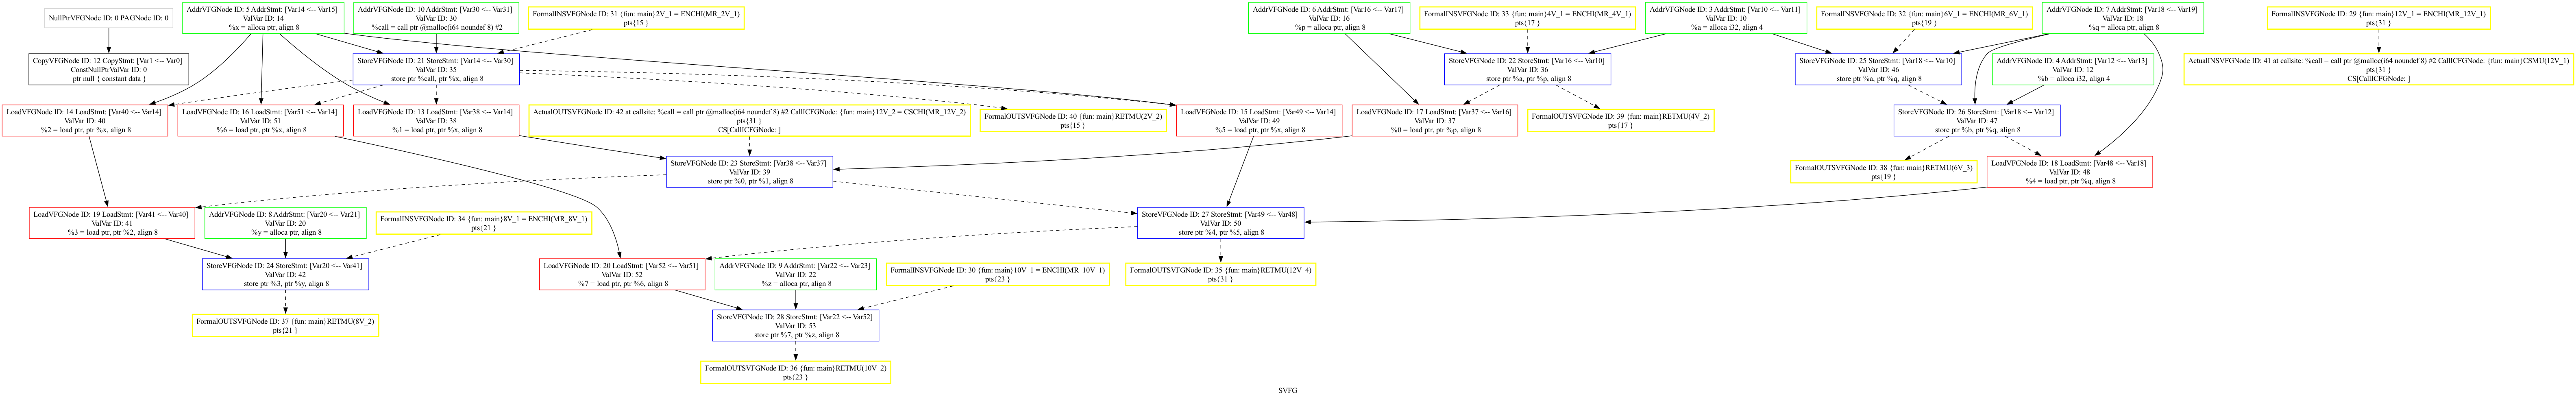 NullPtrVFGNode ID: 0 PAGNode ID: 0
AddrVFGNode ID: 5 AddrStmt: [Var14 <-- Var15]
ValVar ID: 14
%x = alloca ptr, align 8
AddrVFGNode ID: 10 AddrStmt: [Var30 <-- Var31]
ValVar ID: 30
%call = call ptr @malloc(i64 noundef 8) #2
FormalINSVFGNode ID: 31 {fun: main}2V_1 = ENCHI(MR_2V_1)
pts{15 }
AddrVFGNode ID: 6 AddrStmt: [Var16 <-- Var17]
ValVar ID: 16
%p = alloca ptr, align 8
FormalINSVFGNode ID: 33 {fun: main}4V_1 = ENCHI(MR_4V_1)
pts{17 }
AddrVFGNode ID: 3 AddrStmt: [Var10 <-- Var11]
ValVar ID: 10
%a = alloca i32, align 4
FormalINSVFGNode ID: 32 {fun: main}6V_1 = ENCHI(MR_6V_1)
pts{19 }
AddrVFGNode ID: 7 AddrStmt: [Var18 <-- Var19]
ValVar ID: 18
%q = alloca ptr, align 8
FormalINSVFGNode ID: 29 {fun: main}12V_1 = ENCHI(MR_12V_1)
pts{31 }
CopyVFGNode ID: 12 CopyStmt: [Var1 <-- Var0]
ConstNullPtrValVar ID: 0
ptr null { constant data }
StoreVFGNode ID: 21 StoreStmt: [Var14 <-- Var30]
ValVar ID: 35
store ptr %call, ptr %x, align 8
StoreVFGNode ID: 22 StoreStmt: [Var16 <-- Var10]
ValVar ID: 36
store ptr %a, ptr %p, align 8
StoreVFGNode ID: 25 StoreStmt: [Var18 <-- Var10]
ValVar ID: 46
store ptr %a, ptr %q, align 8
AddrVFGNode ID: 4 AddrStmt: [Var12 <-- Var13]
ValVar ID: 12
%b = alloca i32, align 4
ActualINSVFGNode ID: 41 at callsite: %call = call ptr @malloc(i64 noundef 8) #2 CallICFGNode: {fun: main}CSMU(12V_1)
pts{31 }
CS[CallICFGNode: ]
LoadVFGNode ID: 14 LoadStmt: [Var40 <-- Var14]
ValVar ID: 40
%2 = load ptr, ptr %x, align 8
LoadVFGNode ID: 16 LoadStmt: [Var51 <-- Var14]
ValVar ID: 51
%6 = load ptr, ptr %x, align 8
LoadVFGNode ID: 13 LoadStmt: [Var38 <-- Var14]
ValVar ID: 38
%1 = load ptr, ptr %x, align 8
ActualOUTSVFGNode ID: 42 at callsite: %call = call ptr @malloc(i64 noundef 8) #2 CallICFGNode: {fun: main}12V_2 = CSCHI(MR_12V_2)
pts{31 }
CS[CallICFGNode: ]
FormalOUTSVFGNode ID: 40 {fun: main}RETMU(2V_2)
pts{15 }
LoadVFGNode ID: 15 LoadStmt: [Var49 <-- Var14]
ValVar ID: 49
%5 = load ptr, ptr %x, align 8
LoadVFGNode ID: 17 LoadStmt: [Var37 <-- Var16]
ValVar ID: 37
%0 = load ptr, ptr %p, align 8
FormalOUTSVFGNode ID: 39 {fun: main}RETMU(4V_2)
pts{17 }
StoreVFGNode ID: 26 StoreStmt: [Var18 <-- Var12]
ValVar ID: 47
store ptr %b, ptr %q, align 8
StoreVFGNode ID: 23 StoreStmt: [Var38 <-- Var37]
ValVar ID: 39
store ptr %0, ptr %1, align 8
FormalOUTSVFGNode ID: 38 {fun: main}RETMU(6V_3)
pts{19 }
LoadVFGNode ID: 18 LoadStmt: [Var48 <-- Var18]
ValVar ID: 48
%4 = load ptr, ptr %q, align 8
LoadVFGNode ID: 19 LoadStmt: [Var41 <-- Var40]
ValVar ID: 41
%3 = load ptr, ptr %2, align 8
AddrVFGNode ID: 8 AddrStmt: [Var20 <-- Var21]
ValVar ID: 20
%y = alloca ptr, align 8
FormalINSVFGNode ID: 34 {fun: main}8V_1 = ENCHI(MR_8V_1)
pts{21 }
StoreVFGNode ID: 27 StoreStmt: [Var49 <-- Var48]
ValVar ID: 50
store ptr %4, ptr %5, align 8
StoreVFGNode ID: 24 StoreStmt: [Var20 <-- Var41]
ValVar ID: 42
store ptr %3, ptr %y, align 8
LoadVFGNode ID: 20 LoadStmt: [Var52 <-- Var51]
ValVar ID: 52
%7 = load ptr, ptr %6, align 8
AddrVFGNode ID: 9 AddrStmt: [Var22 <-- Var23]
ValVar ID: 22
%z = alloca ptr, align 8
FormalINSVFGNode ID: 30 {fun: main}10V_1 = ENCHI(MR_10V_1)
pts{23 }
FormalOUTSVFGNode ID: 35 {fun: main}RETMU(12V_4)
pts{31 }
FormalOUTSVFGNode ID: 37 {fun: main}RETMU(8V_2)
pts{21 }
StoreVFGNode ID: 28 StoreStmt: [Var22 <-- Var52]
ValVar ID: 53
store ptr %7, ptr %z, align 8
FormalOUTSVFGNode ID: 36 {fun: main}RETMU(10V_2)
pts{23 }
SVFG